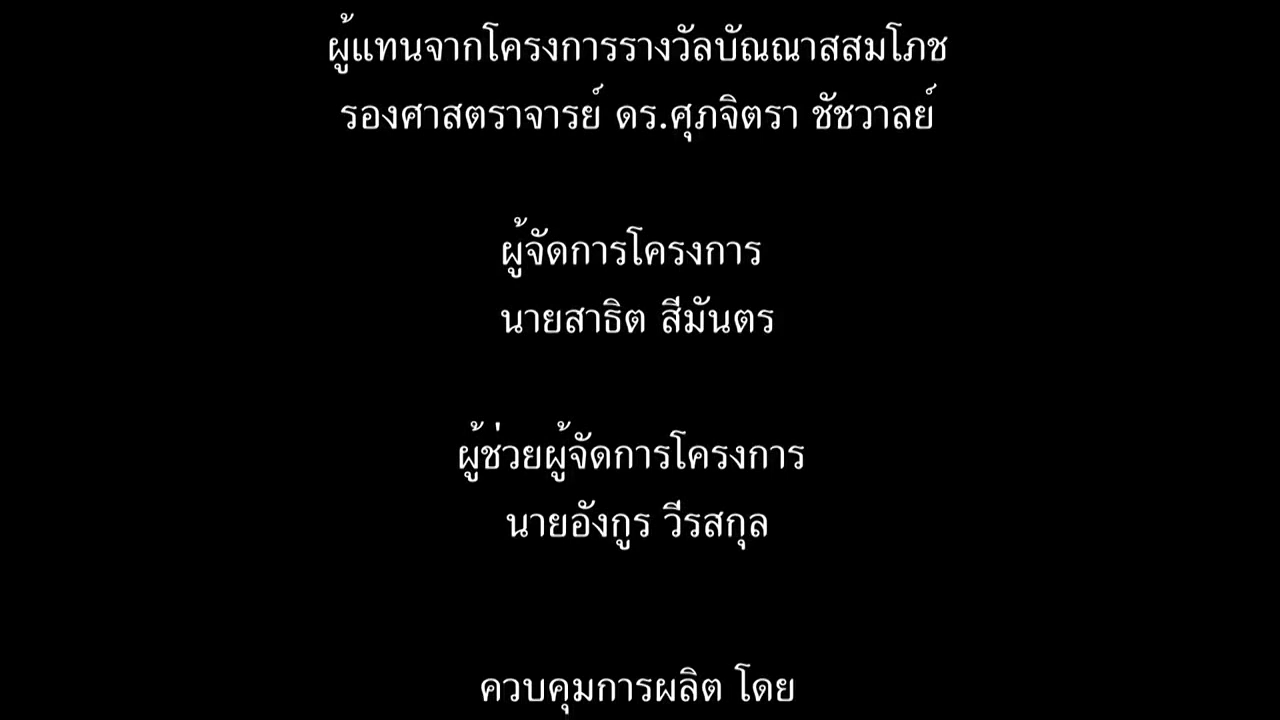 ผู้แทนจากโครงการรางวัลบัณณาสสมโภช
รองศาสตราจารย์ ดร.ศุภจิตรา ชัชวาลย์
ผู้จัดการโครงการ
นายสาธิต สีมันตร
ผู้ช่วยผู้จัดการโครงการ
นายอังกูร วีรสกุล
ควบคุมการผลิต โดย